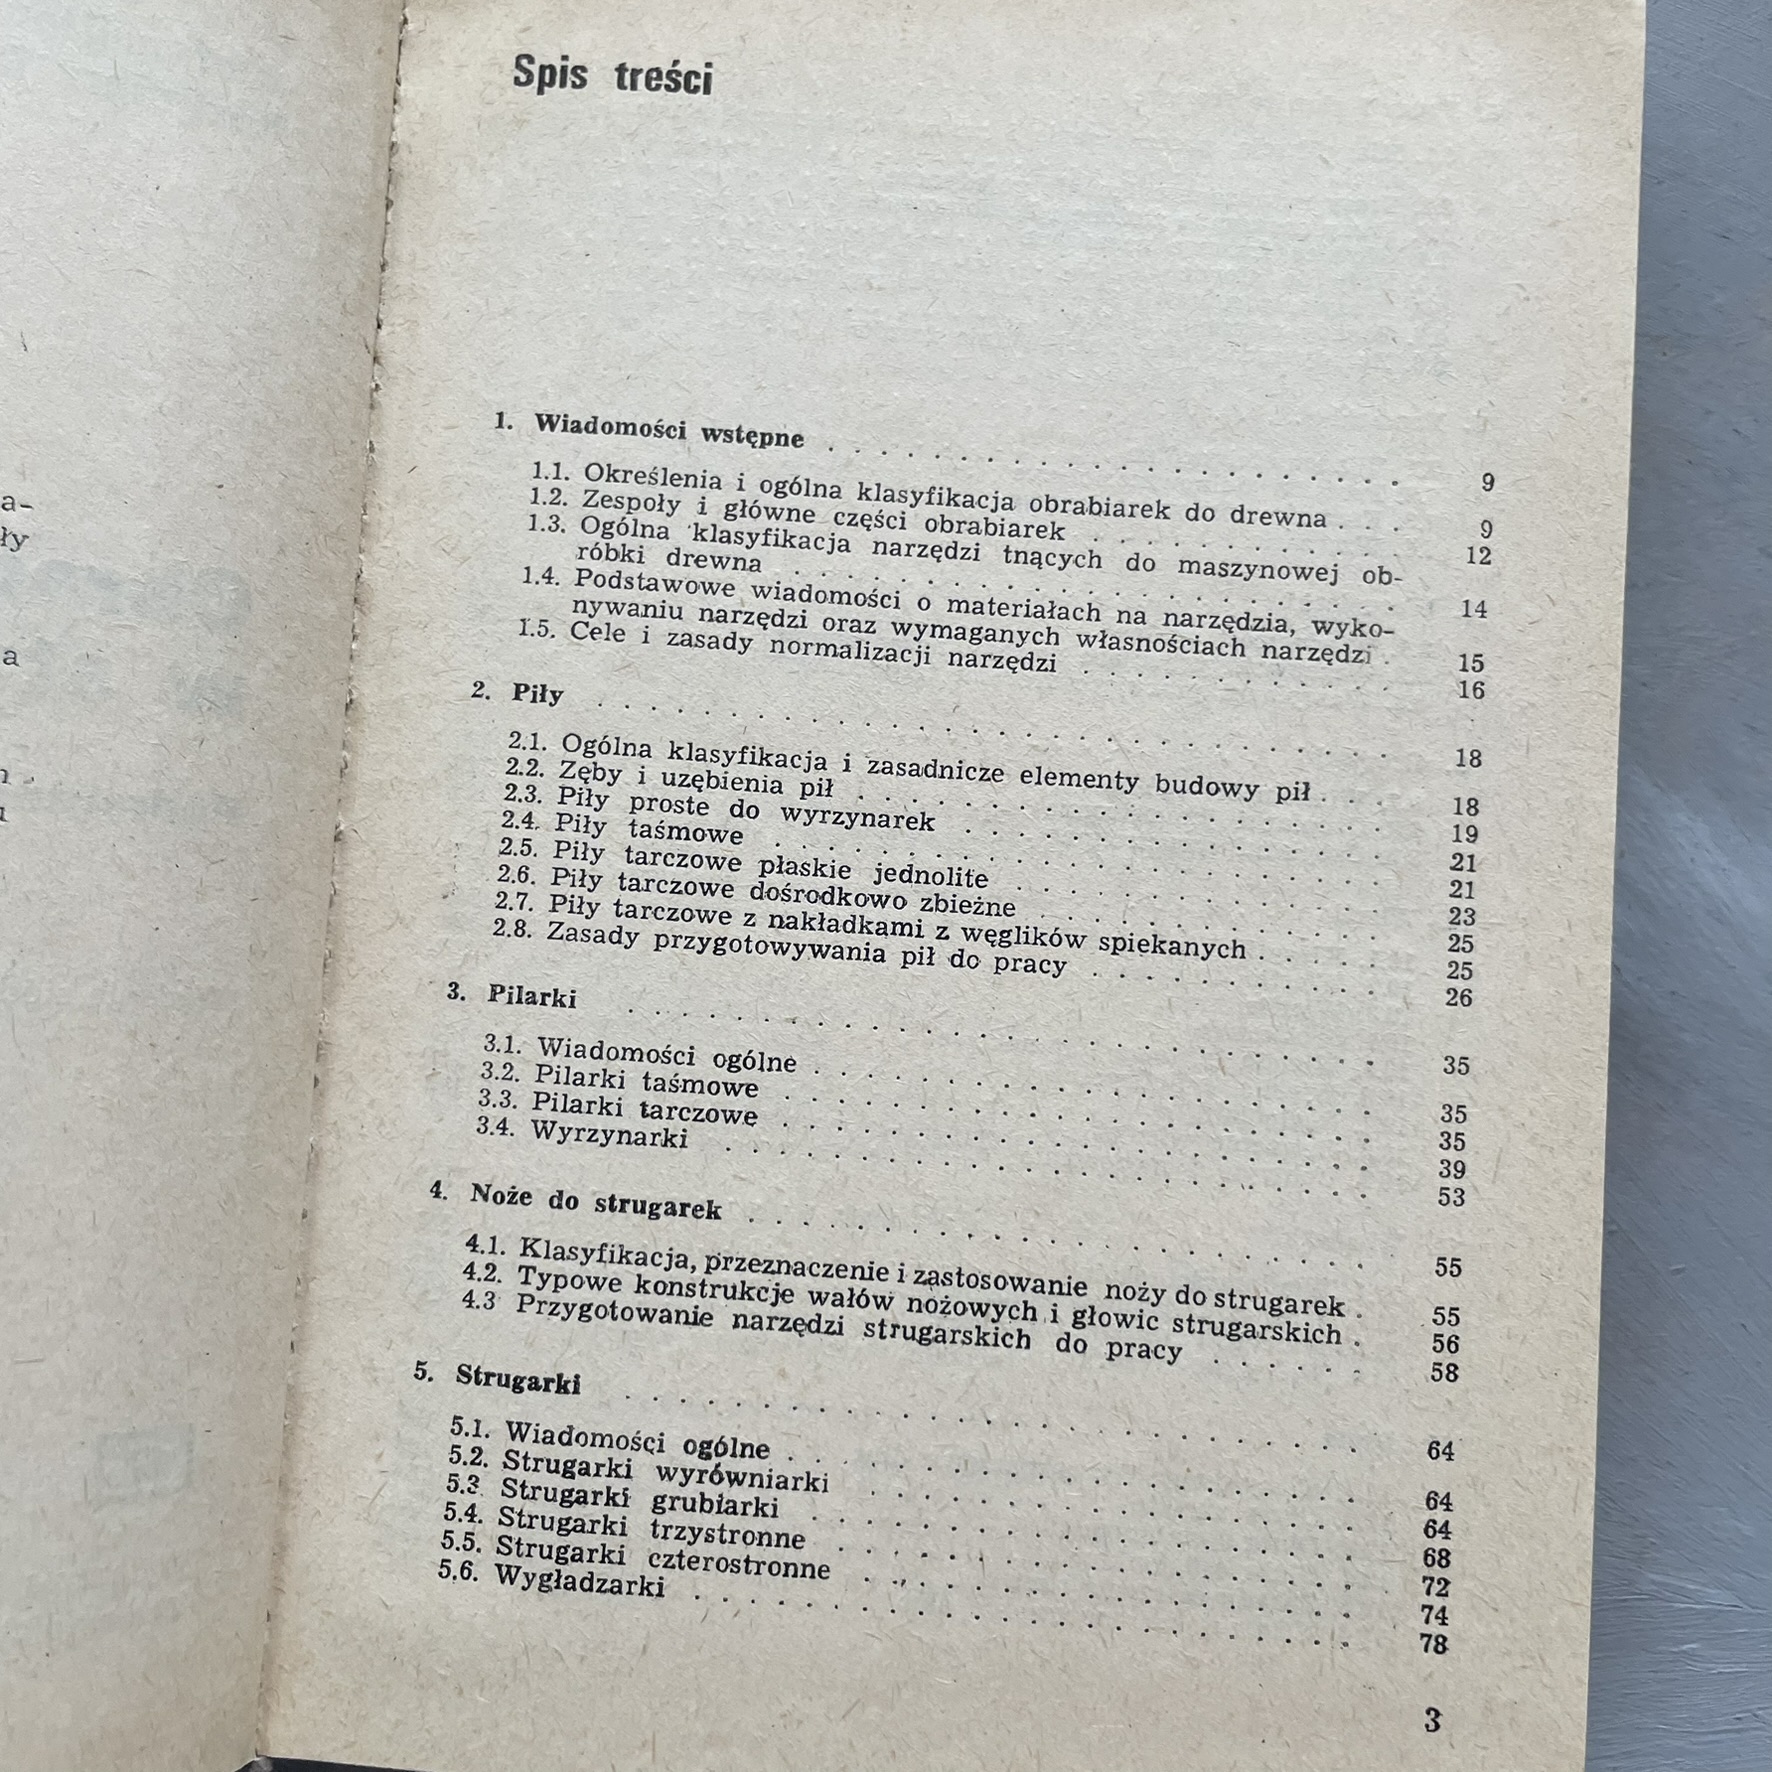 a-
ły
a
Spis treści
1. Wiadomości wstępne . . . . . . . . . . . . . . . . . . . . . . 9
1.1. Określenia i ogólna klasyfikacja obrabiarek do drewna . . . 9
1.2. Zespoły i główne części obrabiarek . . . . . . . . . . . . 12
1.3. Ogólna klasyfikacja narzędzi tnących do maszynowej ob-
róbki drewna . . . . . . . . . . . . . . . . . . . . . . . 14
1.4. Podstawowe wiadomości o materiałach na narzędzia, wyko-
nywaniu narzędzi oraz wymaganych własnościach narzędzi . 15
1.5. Cele i zasady normalizacji narzędzi . . . . . . . . . . . . 16
2. Piły . . . . . . . . . . . . . . . . . . . . . . . . . . . . . . 18
2.1. Ogólna klasyfikacja i zasadnicze elementy budowy pił . . . 18
2.2. Zęby i uzębienia pił . . . . . . . . . . . . . . . . . . . . 19
2.3. Piły proste do wyrzynarek . . . . . . . . . . . . . . . . 21
2.4. Piły taśmowe . . . . . . . . . . . . . . . . . . . . . . . 21
2.5. Piły tarczowe płaskie jednolite . . . . . . . . . . . . . . 23
2.6. Piły tarczowe dośrodkowo zbieżne . . . . . . . . . . . . . 25
2.7. Piły tarczowe z nakładkami z węglików spiekanych . . . . . 25
2.8. Zasady przygotowywania pił do pracy . . . . . . . . . . . 26
3. Pilarki . . . . . . . . . . . . . . . . . . . . . . . . . . . . 35
3.1. Wiadomości ogólne . . . . . . . . . . . . . . . . . . . . . 35
3.2. Pilarki taśmowe . . . . . . . . . . . . . . . . . . . . . . 35
3.3. Pilarki tarczowe . . . . . . . . . . . . . . . . . . . . . . 39
3.4. Wyrzynarki . . . . . . . . . . . . . . . . . . . . . . . . 53
4. Noże do strugarek . . . . . . . . . . . . . . . . . . . . . . . 55
4.1. Klasyfikacja, przeznaczenie i zastosowanie noży do strugarek . 55
4.2. Typowe konstrukcje wałów nożowych i głowic strugarskich . 56
4.3 Przygotowanie narzędzi strugarskich do pracy . . . . . . 58
5. Strugarki . . . . . . . . . . . . . . . . . . . . . . . . . . . 64
5.1. Wiadomości ogólne . . . . . . . . . . . . . . . . . . . . . 64
5.2. Strugarki wyrówniarki . . . . . . . . . . . . . . . . . . . 64
5.3. Strugarki grubiarki . . . . . . . . . . . . . . . . . . . . 68
5.4. Strugarki trzystronne . . . . . . . . . . . . . . . . . . . 72
5.5. Strugarki czterostronne . . . . . . . . . . . . . . . . . . 74
5.6. Wygładzarki . . . . . . . . . . . . . . . . . . . . . . . . 78
3